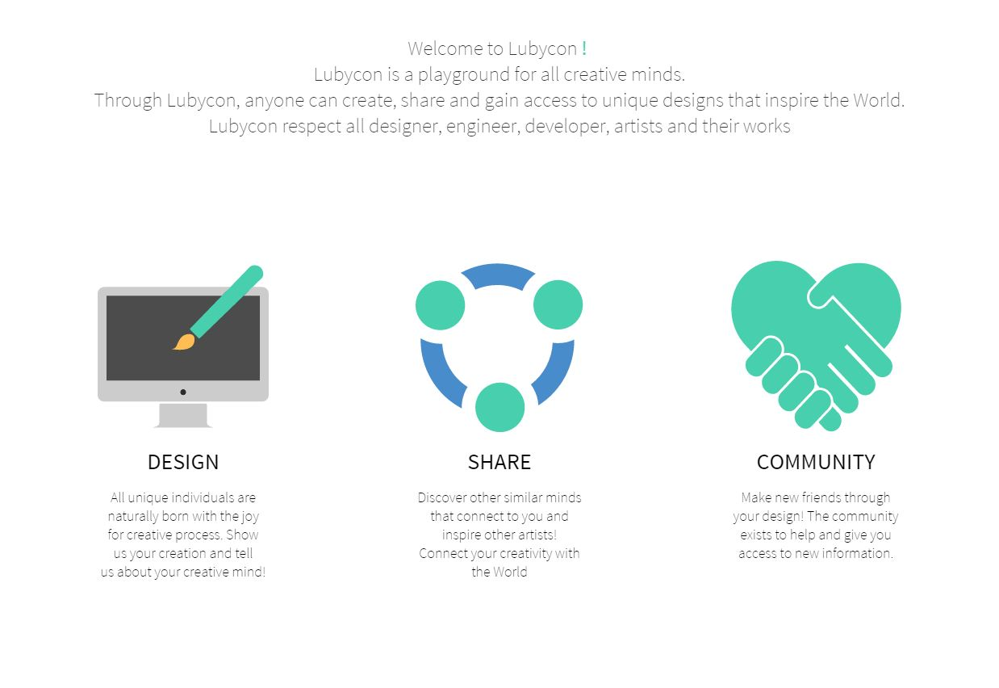 Welcome to Lubycon !
Lubycon is a playground for all creative minds.
Through Lubycon, anyone can create, share and gain access to unique designs that inspire the World.
Lubycon respect all designer, engineer, developer, artists and their works
DESIGN
All unique individuals are
naturally born with the joy
for creative process. Show
us your creation and tell
us about your creative mind!
SHARE
Discover other similar minds
that connect to you and
inspire other artists!
Connect your creativity with
the World
COMMUNITY
Make new friends through
your design! The community
exists to help and give you
access to new information.